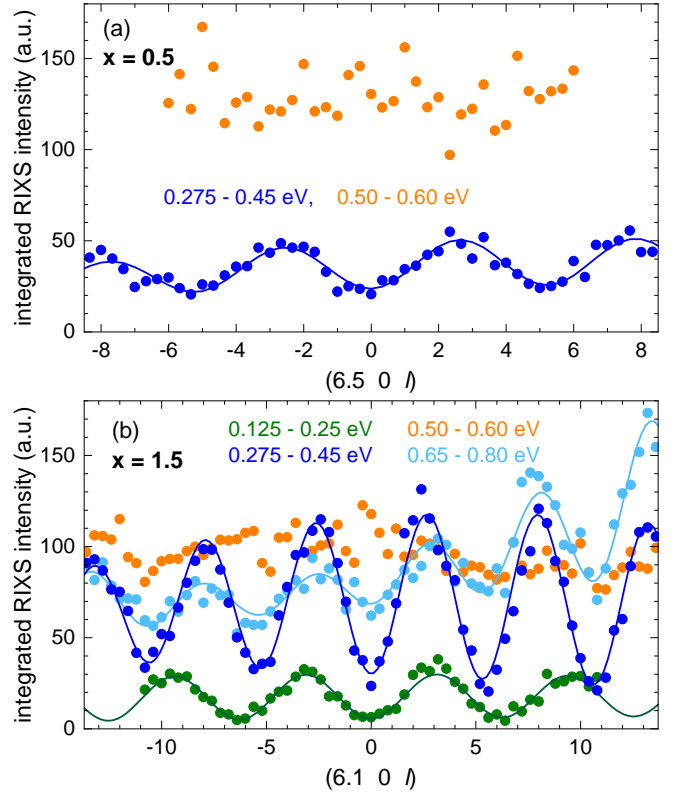 (a)
x = 0.5
integrated RIXS intensity (a.u.)
150
100
50
0
0.275 - 0.45 eV, 0.50 - 0.60 eV
-8 -6 -4 -2 0 2 4 6 8
(6.5 0 l)
(b)
x = 1.5
integrated RIXS intensity (a.u.)
150
100
50
0
0.125 - 0.25 eV 0.50 - 0.60 eV
0.275 - 0.45 eV 0.65 - 0.80 eV
-10 -5 0 5 10
(6.1 0 l)